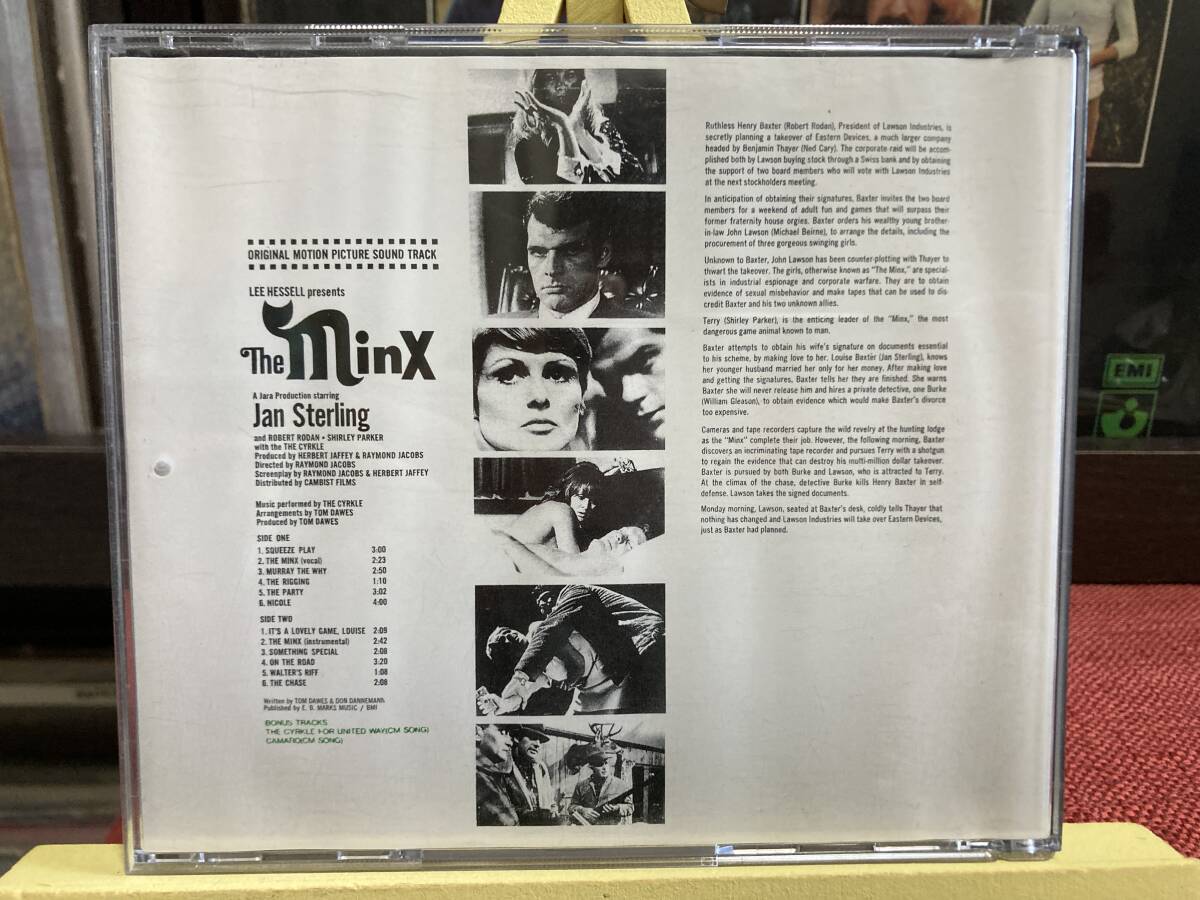 ORIGINAL MOTION PICTURE SOUND TRACK
LEE HESSELL presents
The Minx
A Jara Production starring
Jan Sterling
and ROBERT RODAN • SHIRLEY PARKER
with the THE CYRKLE
Produced by HERBERT JAFFEY & RAYMOND JACOBS
Directed by RAYMOND JACOBS
Screenplay by RAYMOND JACOBS & HERBERT JAFFEY
Distributed by CAMBIST FILMS
Music performed by THE CYRKLE
Arrangements by TOM DAWES
Produced by TOM DAWES
SIDE ONE
1. SQUEEZE PLAY 3:00
2. THE MINX (vocal) 2:23
3. MURRAY THE WHY 2:50
4. THE RIGGING 1:10
5. THE PARTY 3:02
6. NICOLE 4:00
SIDE TWO
1. IT'S A LOVELY GAME, LOUISE 2:09
2. THE MINX (instrumental) 2:42
3. SOMETHING SPECIAL 2:08
4. ON THE ROAD 3:20
5. WALTER'S RIFF 1:08
6. THE CHASE 2:08
Written by TOM DAWES & DON DANNEMANN
Published by E. B. MARKS MUSIC / BMI
BONUS TRACKS
THE CYRKLE FOR UNITED WAY(CM SONG)
CAMARO(CM SONG)
Ruthless Henry Baxter (Robert Rodan), President of Lawson Industries, is
secretly planning a takeover of Eastern Devices, a much larger company
headed by Benjamin Thayer (Ned Cary). The corporate raid will be accom-
plished both by Lawson buying stock through a Swiss bank and by obtaining
the support of two board members who will vote with Lawson Industries
at the next stockholders meeting.
In anticipation of obtaining their signatures, Baxter invites the two board
members for a weekend of adult fun and games that will surpass their
former fraternity house orgies. Baxter orders his wealthy young brother-
in-law John Lawson (Michael Beirne), to arrange the details, including the
procurement of three gorgeous swinging girls.
Unknown to Baxter, John Lawson has been counter-plotting with Thayer to
thwart the takeover. The girls, otherwise known as "The Minx," are special-
ists in industrial espionage and corporate warfare. They are to obtain
evidence of sexual misbehavior and make tapes that can be used to dis-
credit Baxter and his two unknown allies.
Terry (Shirley Parker), is the enticing leader of the "Minx," the most
dangerous game animal known to man.
Baxter attempts to obtain his wife's signature on documents essential
to his scheme, by making love to her. Louise Baxter (Jan Sterling), knows
her younger husband married her only for her money. After making love
and getting the signatures, Baxter tells her they are finished. She warns
Baxter she will never release him and hires a private detective, one Burke
(William Gleason), to obtain evidence which would make Baxter's divorce
too expensive.
Cameras and tape recorders capture the wild revelry at the hunting lodge
as the "Minx" complete their job. However, the following morning, Baxter
discovers an incriminating tape recorder and pursues Terry with a shotgun
to regain the evidence that can destroy his multi-million dollar takeover.
Baxter is pursued by both Burke and Lawson, who is attracted to Terry.
At the climax of the chase, detective Burke kills Henry Baxter in self-
defense. Lawson takes the signed documents.
Monday morning, Lawson, seated at Baxter's desk, coldly tells Thayer that
nothing has changed and Lawson Industries will take over Eastern Devices,
just as Baxter had planned.
EMI